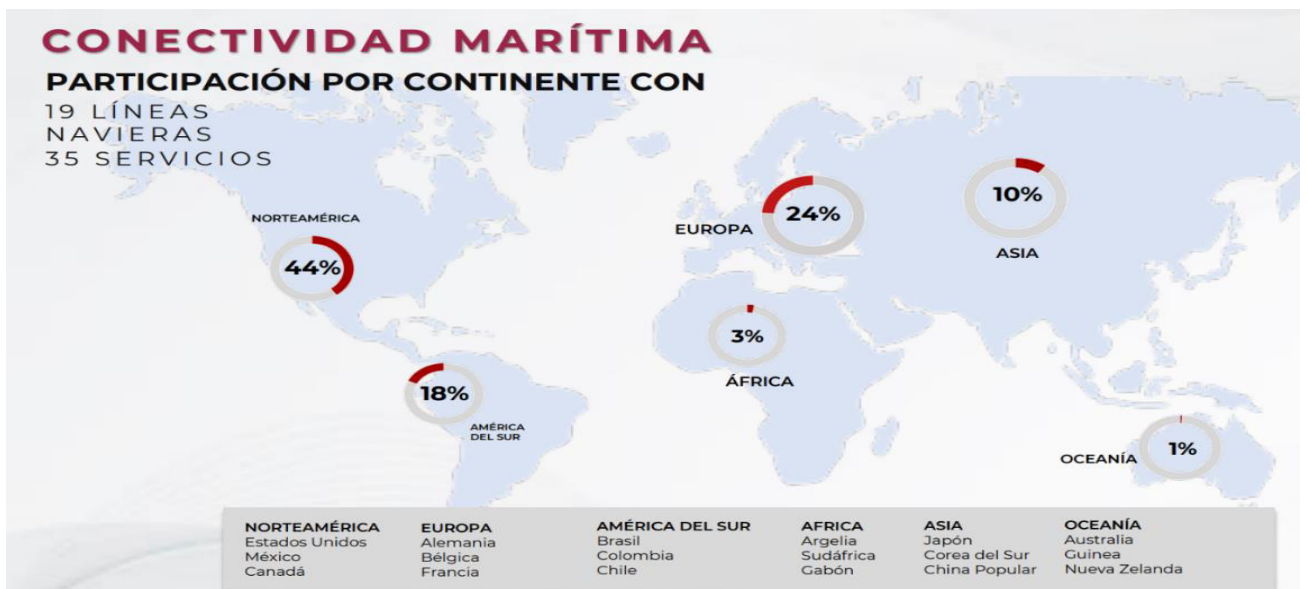 CONECTIVIDAD MARÍTIMA
PARTICIPACIÓN POR CONTINENTE CON
19 LÍNEAS
NAVIERAS
35 SERVICIOS
NORTEAMÉRICA
44%
EUROPA
24%
10%
ASIA
3%
ÁFRICA
18%
AMÉRICA
DEL SUR
1%
OCEANÍA
NORTEAMÉRICA
Estados Unidos
México
Canadá
EUROPA
Alemania
Bélgica
Francia
AMÉRICA DEL SUR
Brasil
Colombia
Chile
AFRICA
Argelia
Sudáfrica
Gabón
ASIA
Japón
Corea del Sur
China Popular
OCEANÍA
Australia
Guinea
Nueva Zelanda